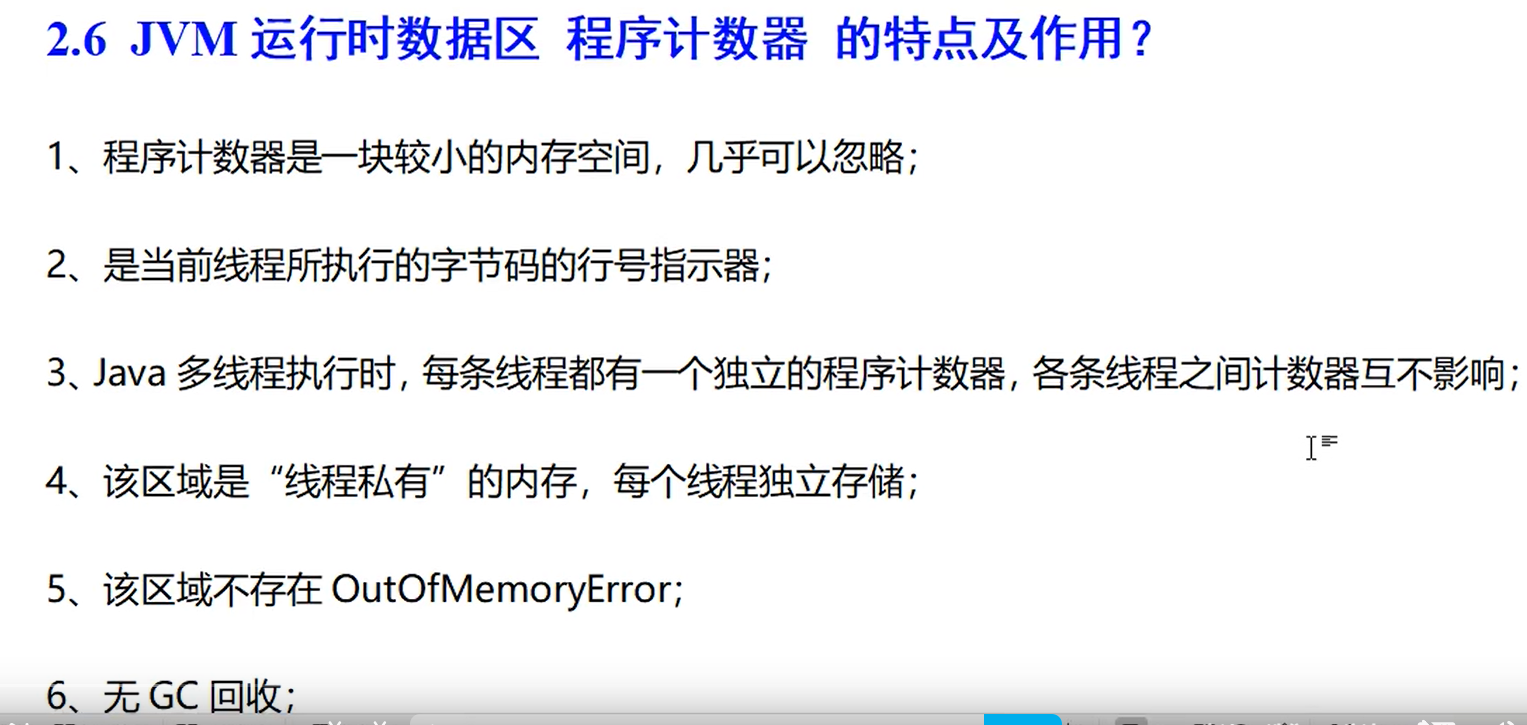 2.6 JVM 运行时数据区 程序计数器 的特点及作用？
1、程序计数器是一块较小的内存空间，几乎可以忽略；
2、是当前线程所执行的字节码的行号指示器；
3、Java 多线程执行时，每条线程都有一个独立的程序计数器，各条线程之间计数器互不影响；
4、该区域是“线程私有”的内存，每个线程独立存储；
5、该区域不存在 OutOfMemoryError；
6、无 GC 回收；